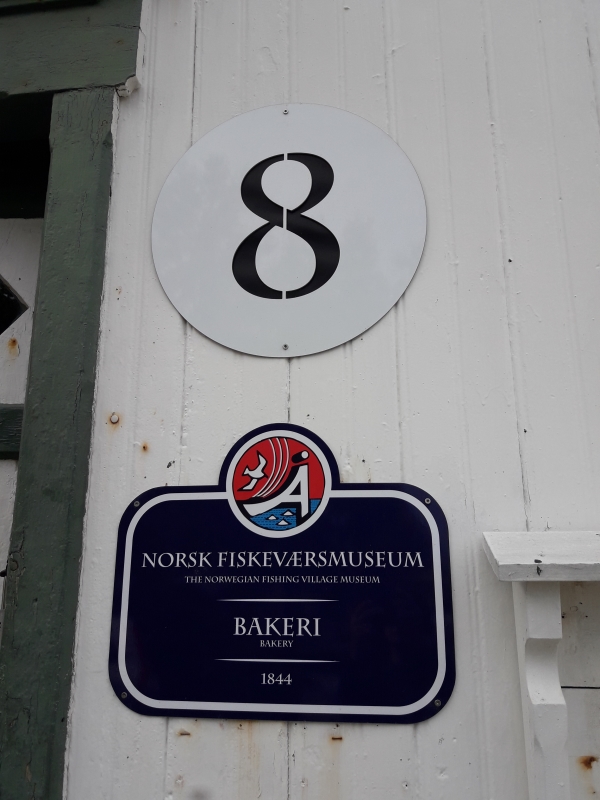 8
Å
NORSK FISKEVÆRSMUSEUM
THE NORWEGIAN FISHING VILLAGE MUSEUM
BAKERI
BAKERY
1844